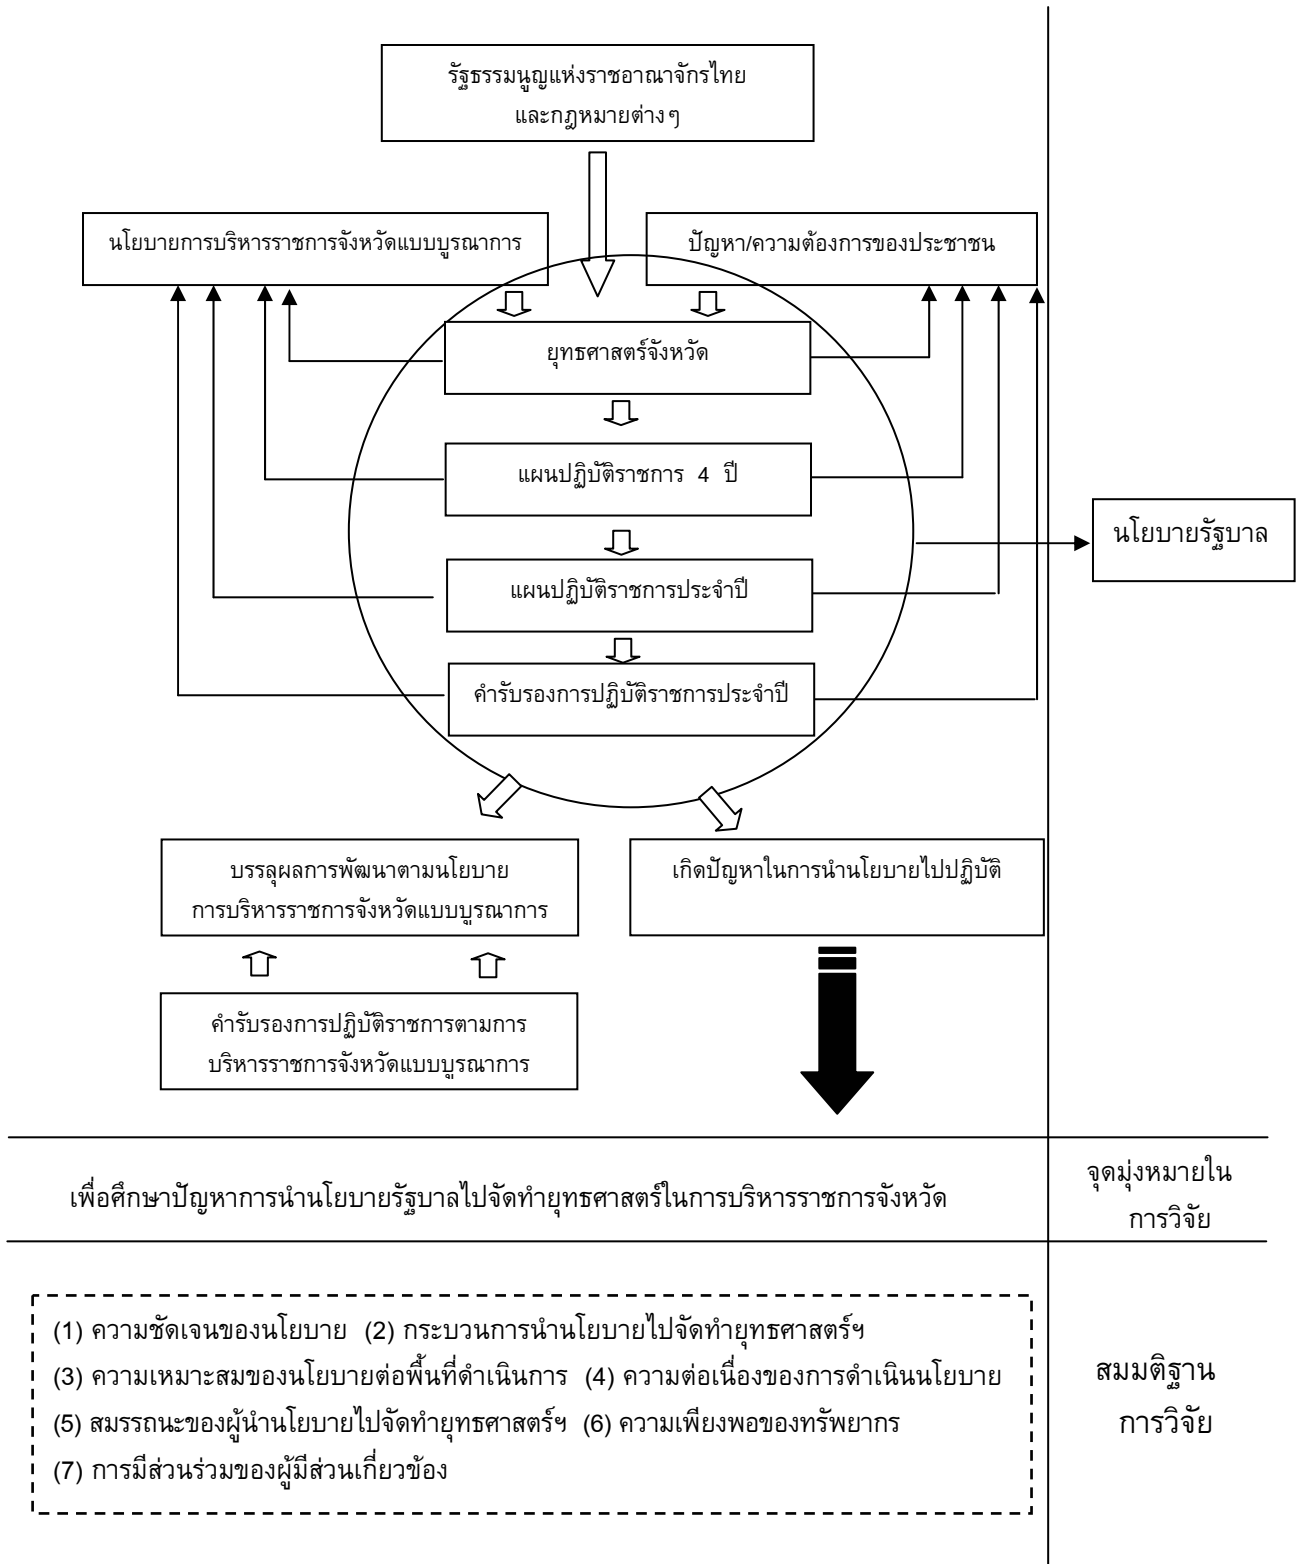 รัฐธรรมนูญแห่งราชอาณาจักรไทย
และกฎหมายต่างๆ
นโยบายการบริหารราชการจังหวัดแบบบูรณาการ
ปัญหา/ความต้องการของประชาชน
ยุทธศาสตร์จังหวัด
แผนปฏิบัติราชการ 4 ปี
นโยบายรัฐบาล
แผนปฏิบัติราชการประจำปี
คำรับรองการปฏิบัติราชการประจำปี
บรรลุผลการพัฒนาตามนโยบาย
การบริหารราชการจังหวัดแบบบูรณาการ
เกิดปัญหาในการนำนโยบายไปปฏิบัติ
คำรับรองการปฏิบัติราชการตามการ
บริหารราชการจังหวัดแบบบูรณาการ
เพื่อศึกษาปัญหาการนำนโยบายรัฐบาลไปจัดทำยุทธศาสตร์ในการบริหารราชการจังหวัด
จุดมุ่งหมายใน
การวิจัย
(1) ความชัดเจนของนโยบาย (2) กระบวนการนำนโยบายไปจัดทำยุทธศาสตร์ฯ
(3) ความเหมาะสมของนโยบายต่อพื้นที่ดำเนินการ (4) ความต่อเนื่องของการดำเนินนโยบาย
(5) สมรรถนะของผู้นำนโยบายไปจัดทำยุทธศาสตร์ฯ (6) ความเพียงพอของทรัพยากร
(7) การมีส่วนร่วมของผู้มีส่วนเกี่ยวข้อง
สมมติฐาน
การวิจัย